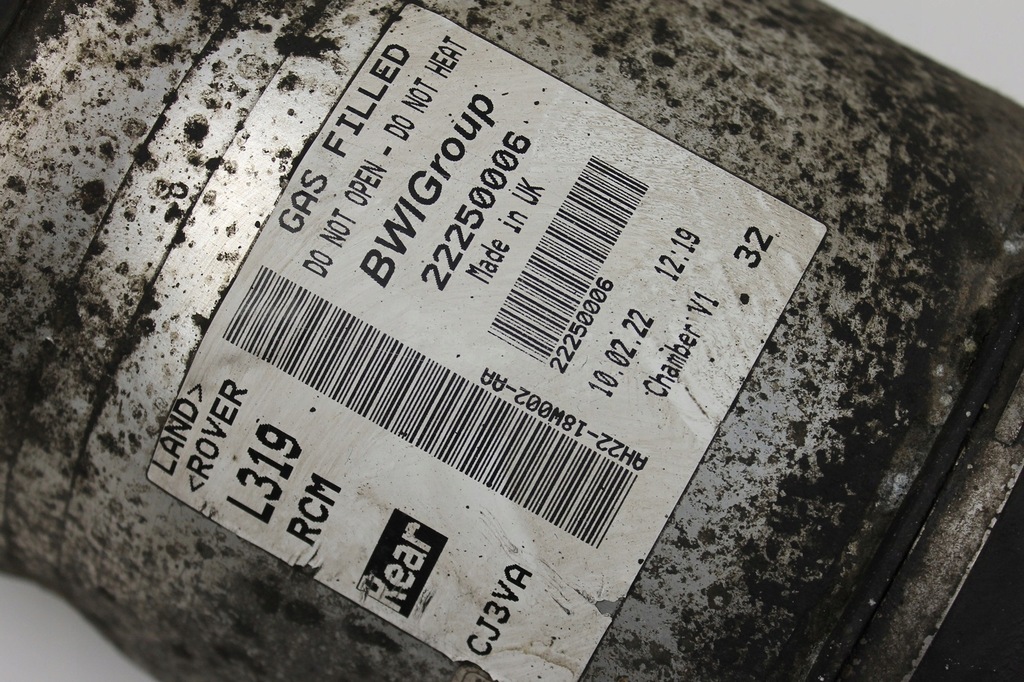 GAS FILLED
DO NOT OPEN - DO NOT HEAT
BWIGroup
22250006
Made in UK
22250006
10.02.22 12:19
Chamber V1
32
LAND>
<ROVER
AH22-18W002-AA
L319
RCM
Rear
CJ3VA